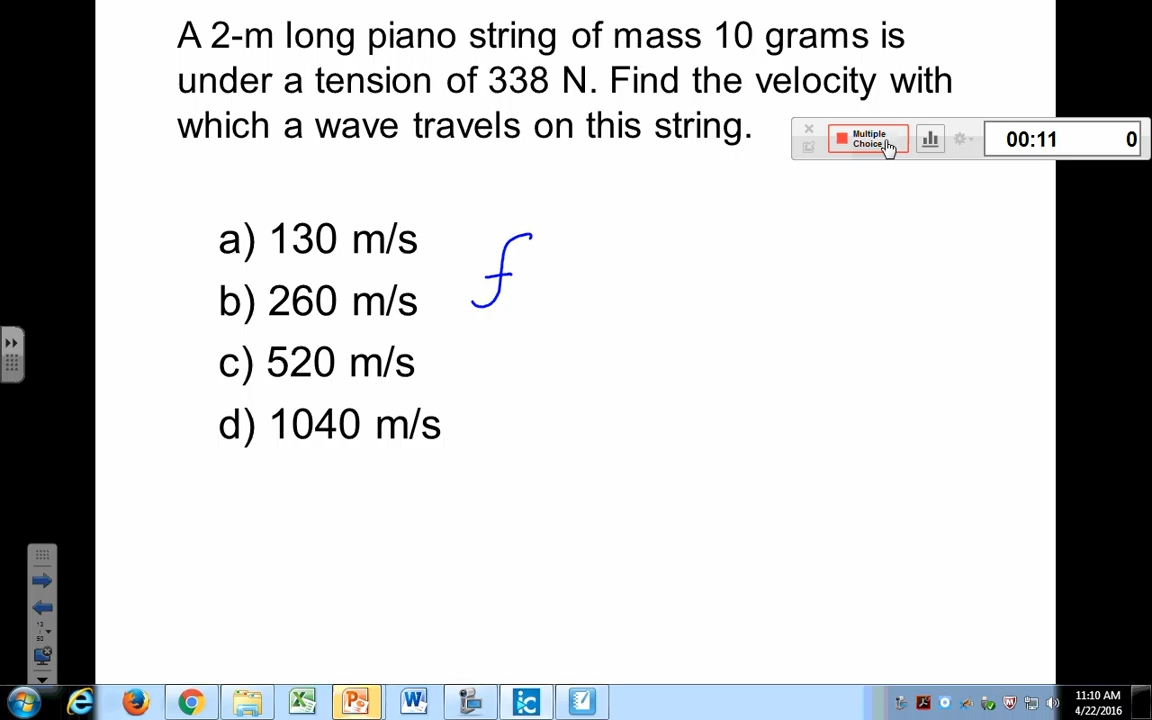 A 2-m long piano string of mass 10 grams is
under a tension of 338 N. Find the velocity with
which a wave travels on this string.
Multiple
Choice
00:11 0
a) 130 m/s
f
b) 260 m/s
c) 520 m/s
d) 1040 m/s
13
50
11:10 AM
4/22/2016